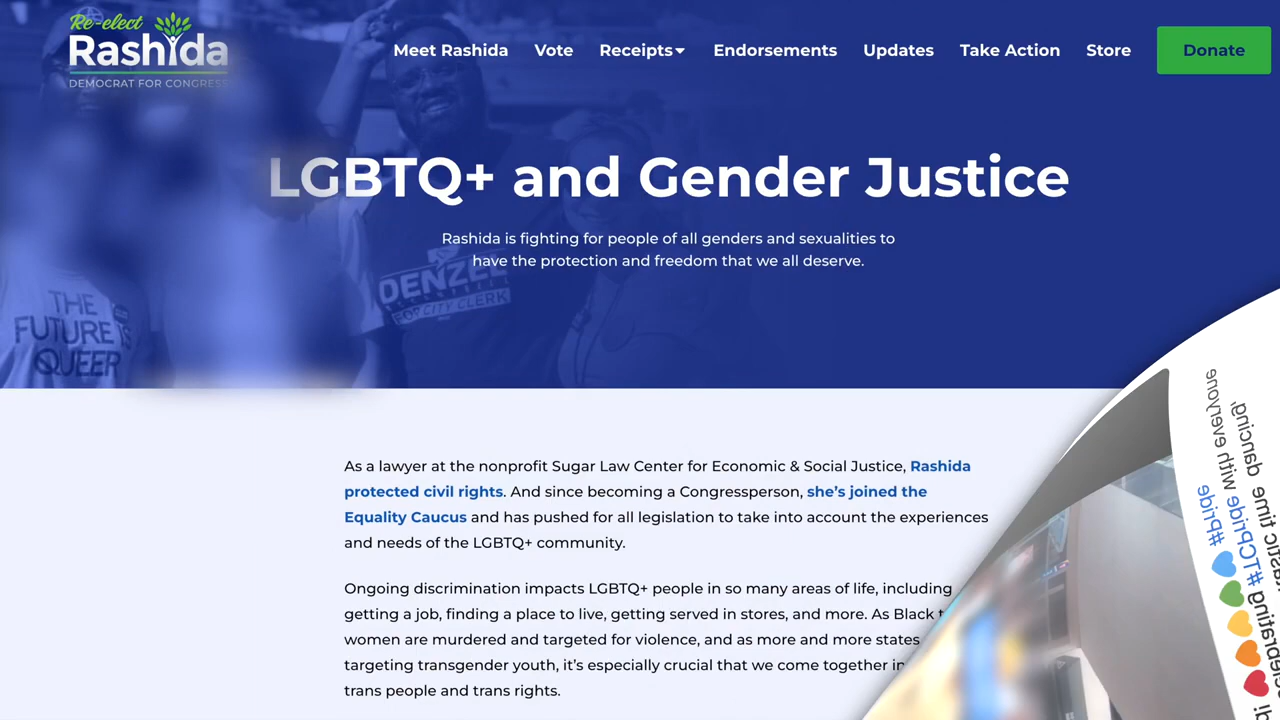 Re-elect
Rashida
DEMOCRAT FOR CONGRESS
Meet Rashida Vote Receipts Endorsements Updates Take Action Store Donate
LGBTQ+ and Gender Justice
Rashida is fighting for people of all genders and sexualities to
have the protection and freedom that we all deserve.
THE
FUTURE IS
QUEER
DENZEL
FOR CITY CLERK
As a lawyer at the nonprofit Sugar Law Center for Economic & Social Justice, Rashida
protected civil rights. And since becoming a Congressperson, she’s joined the
Equality Caucus and has pushed for all legislation to take into account the experiences
and needs of the LGBTQ+ community.
Ongoing discrimination impacts LGBTQ+ people in so many areas of life, including
getting a job, finding a place to live, getting served in stores, and more. As Black
women are murdered and targeted for violence, and as more and more states
targeting transgender youth, it’s especially crucial that we come together in
trans people and trans rights.
#pride
#LCpride with everyone
time dancing,